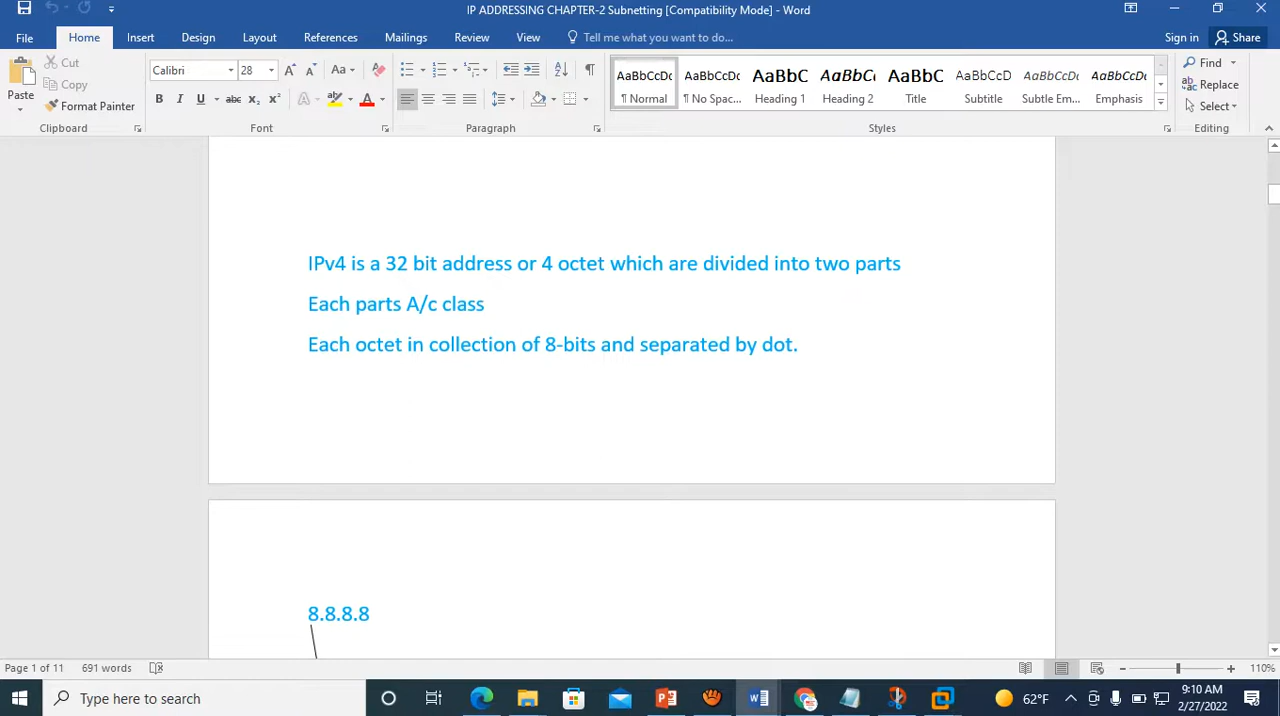 IP ADDRESSING CHAPTER-2 Subnetting [Compatibility Mode] - Word
File Home Insert Design Layout References Mailings Review View Tell me what you want to do... Sign in Share
Paste Cut Copy Format Painter
Calibri 28 Aa
AaBbCcDc AaBbCcDc AaBbC AaBbCc AaBbC AaBbCcD AaBbCcD AaBbCcD
¶ Normal ¶ No Spac... Heading 1 Heading 2 Title Subtitle Subtle Em... Emphasis
Find Replace Select
Clipboard Font Paragraph Styles Editing
IPv4 is a 32 bit address or 4 octet which are divided into two parts
Each parts A/c class
Each octet in collection of 8-bits and separated by dot.
8.8.8.8
Page 1 of 11 691 words 110%
Type here to search 62°F 9:10 AM
2/27/2022